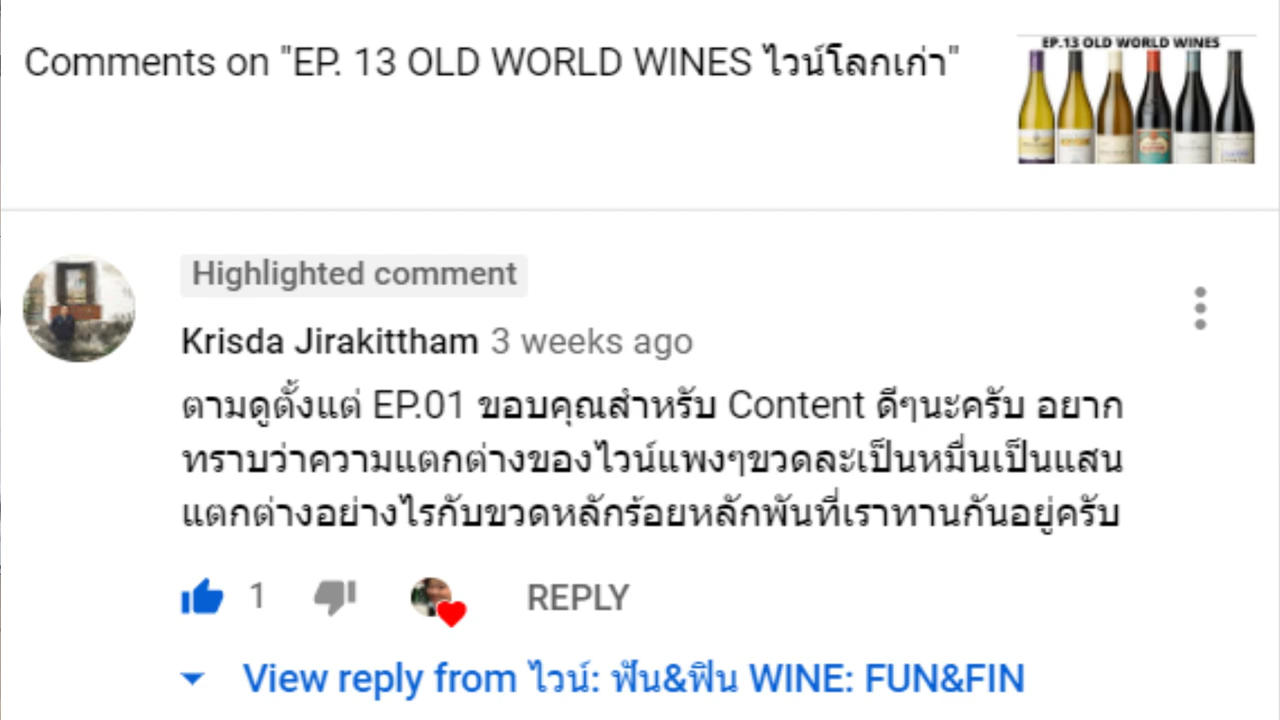 Comments on "EP. 13 OLD WORLD WINES ไวน์โลกเก่า"
EP.13 OLD WORLD WINES
Highlighted comment
Krisda Jirakittham 3 weeks ago
ตามดูตั้งแต่ EP.01 ขอบคุณสำหรับ Content ดีๆนะครับ อยาก
ทราบว่าความแตกต่างของไวน์แพงๆขวดละเป็นหมื่นเป็นแสน
แตกต่างอย่างไรกับขวดหลักร้อยหลักพันที่เราทานกันอยู่ครับ
1
REPLY
View reply from ไวน์: ฟัน&ฟิน WINE: FUN&FIN